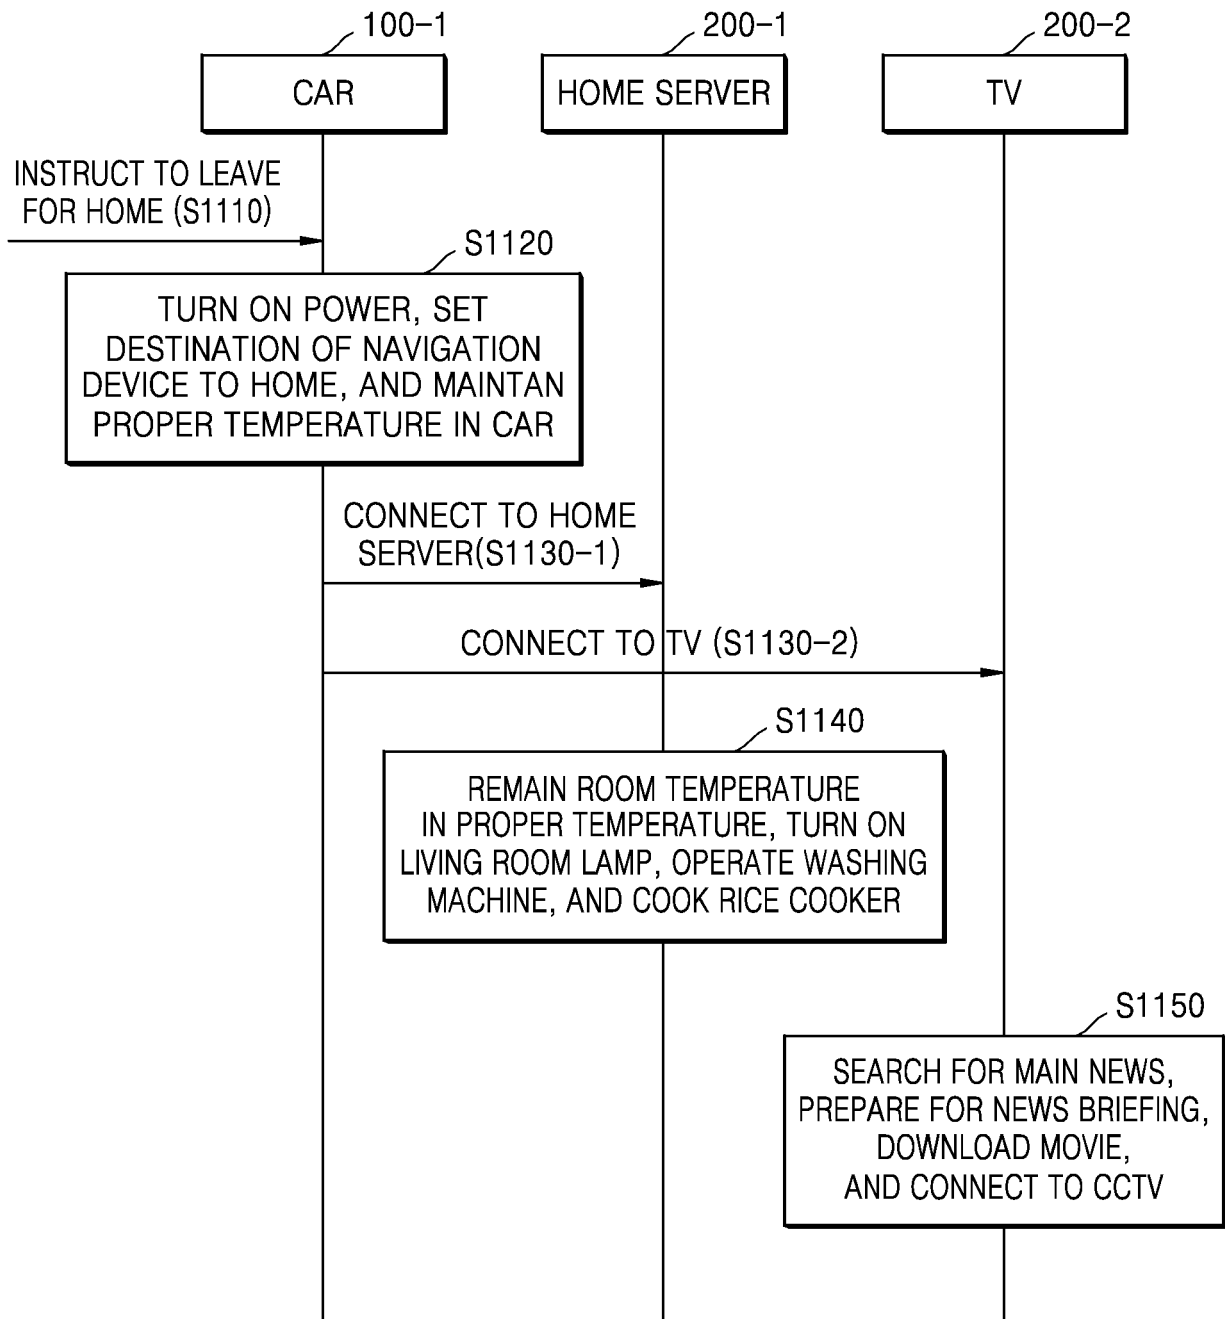 100-1
200-1
200-2
CAR
HOME SERVER
TV
INSTRUCT TO LEAVE
FOR HOME (S1110)
S1120
TURN ON POWER, SET
DESTINATION OF NAVIGATION
DEVICE TO HOME, AND MAINTAN
PROPER TEMPERATURE IN CAR
CONNECT TO HOME
SERVER(S1130-1)
CONNECT TO TV (S1130-2)
S1140
REMAIN ROOM TEMPERATURE
IN PROPER TEMPERATURE, TURN ON
LIVING ROOM LAMP, OPERATE WASHING
MACHINE, AND COOK RICE COOKER
S1150
SEARCH FOR MAIN NEWS,
PREPARE FOR NEWS BRIEFING,
DOWNLOAD MOVIE,
AND CONNECT TO CCTV